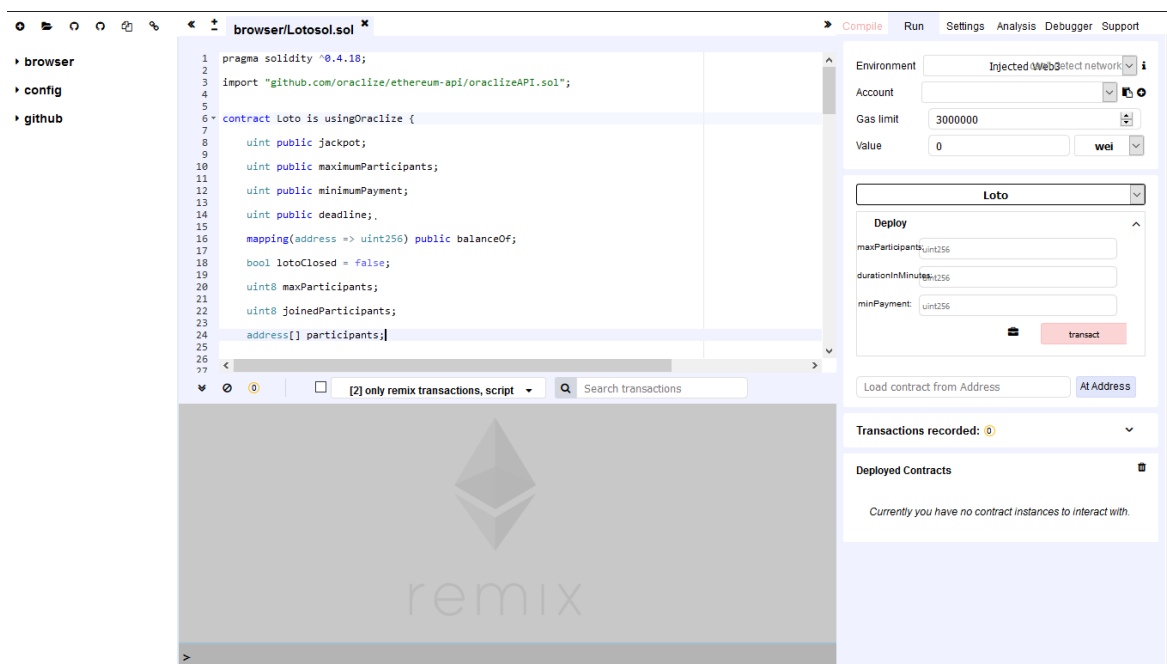 browser/Lotosol.sol
Compile Run Settings Analysis Debugger Support
browser
config
github
1 pragma solidity ^0.4.18;
2
3 import "github.com/oraclize/ethereum-api/oraclizeAPI.sol";
4
5
6 contract Loto is usingOraclize {
7
8 uint public jackpot;
9
10 uint public maximumParticipants;
11
12 uint public minimumPayment;
13
14 uint public deadline;.
15
16 mapping(address => uint256) public balanceOf;
17
18 bool lotoClosed = false;
19
20 uint8 maxParticipants;
21
22 uint8 joinedParticipants;
23
24 address[] participants;
25
26
27
0
[2] only remix transactions, script
Search transactions
remix
>
Environment Injected Web3 detect network
Account
Gas limit 3000000
Value 0 wei
Loto
Deploy
maxParticipants: uint256
durationInMinutes: uint256
minPayment: uint256
transact
Load contract from Address At Address
Transactions recorded: 0
Deployed Contracts
Currently you have no contract instances to interact with.